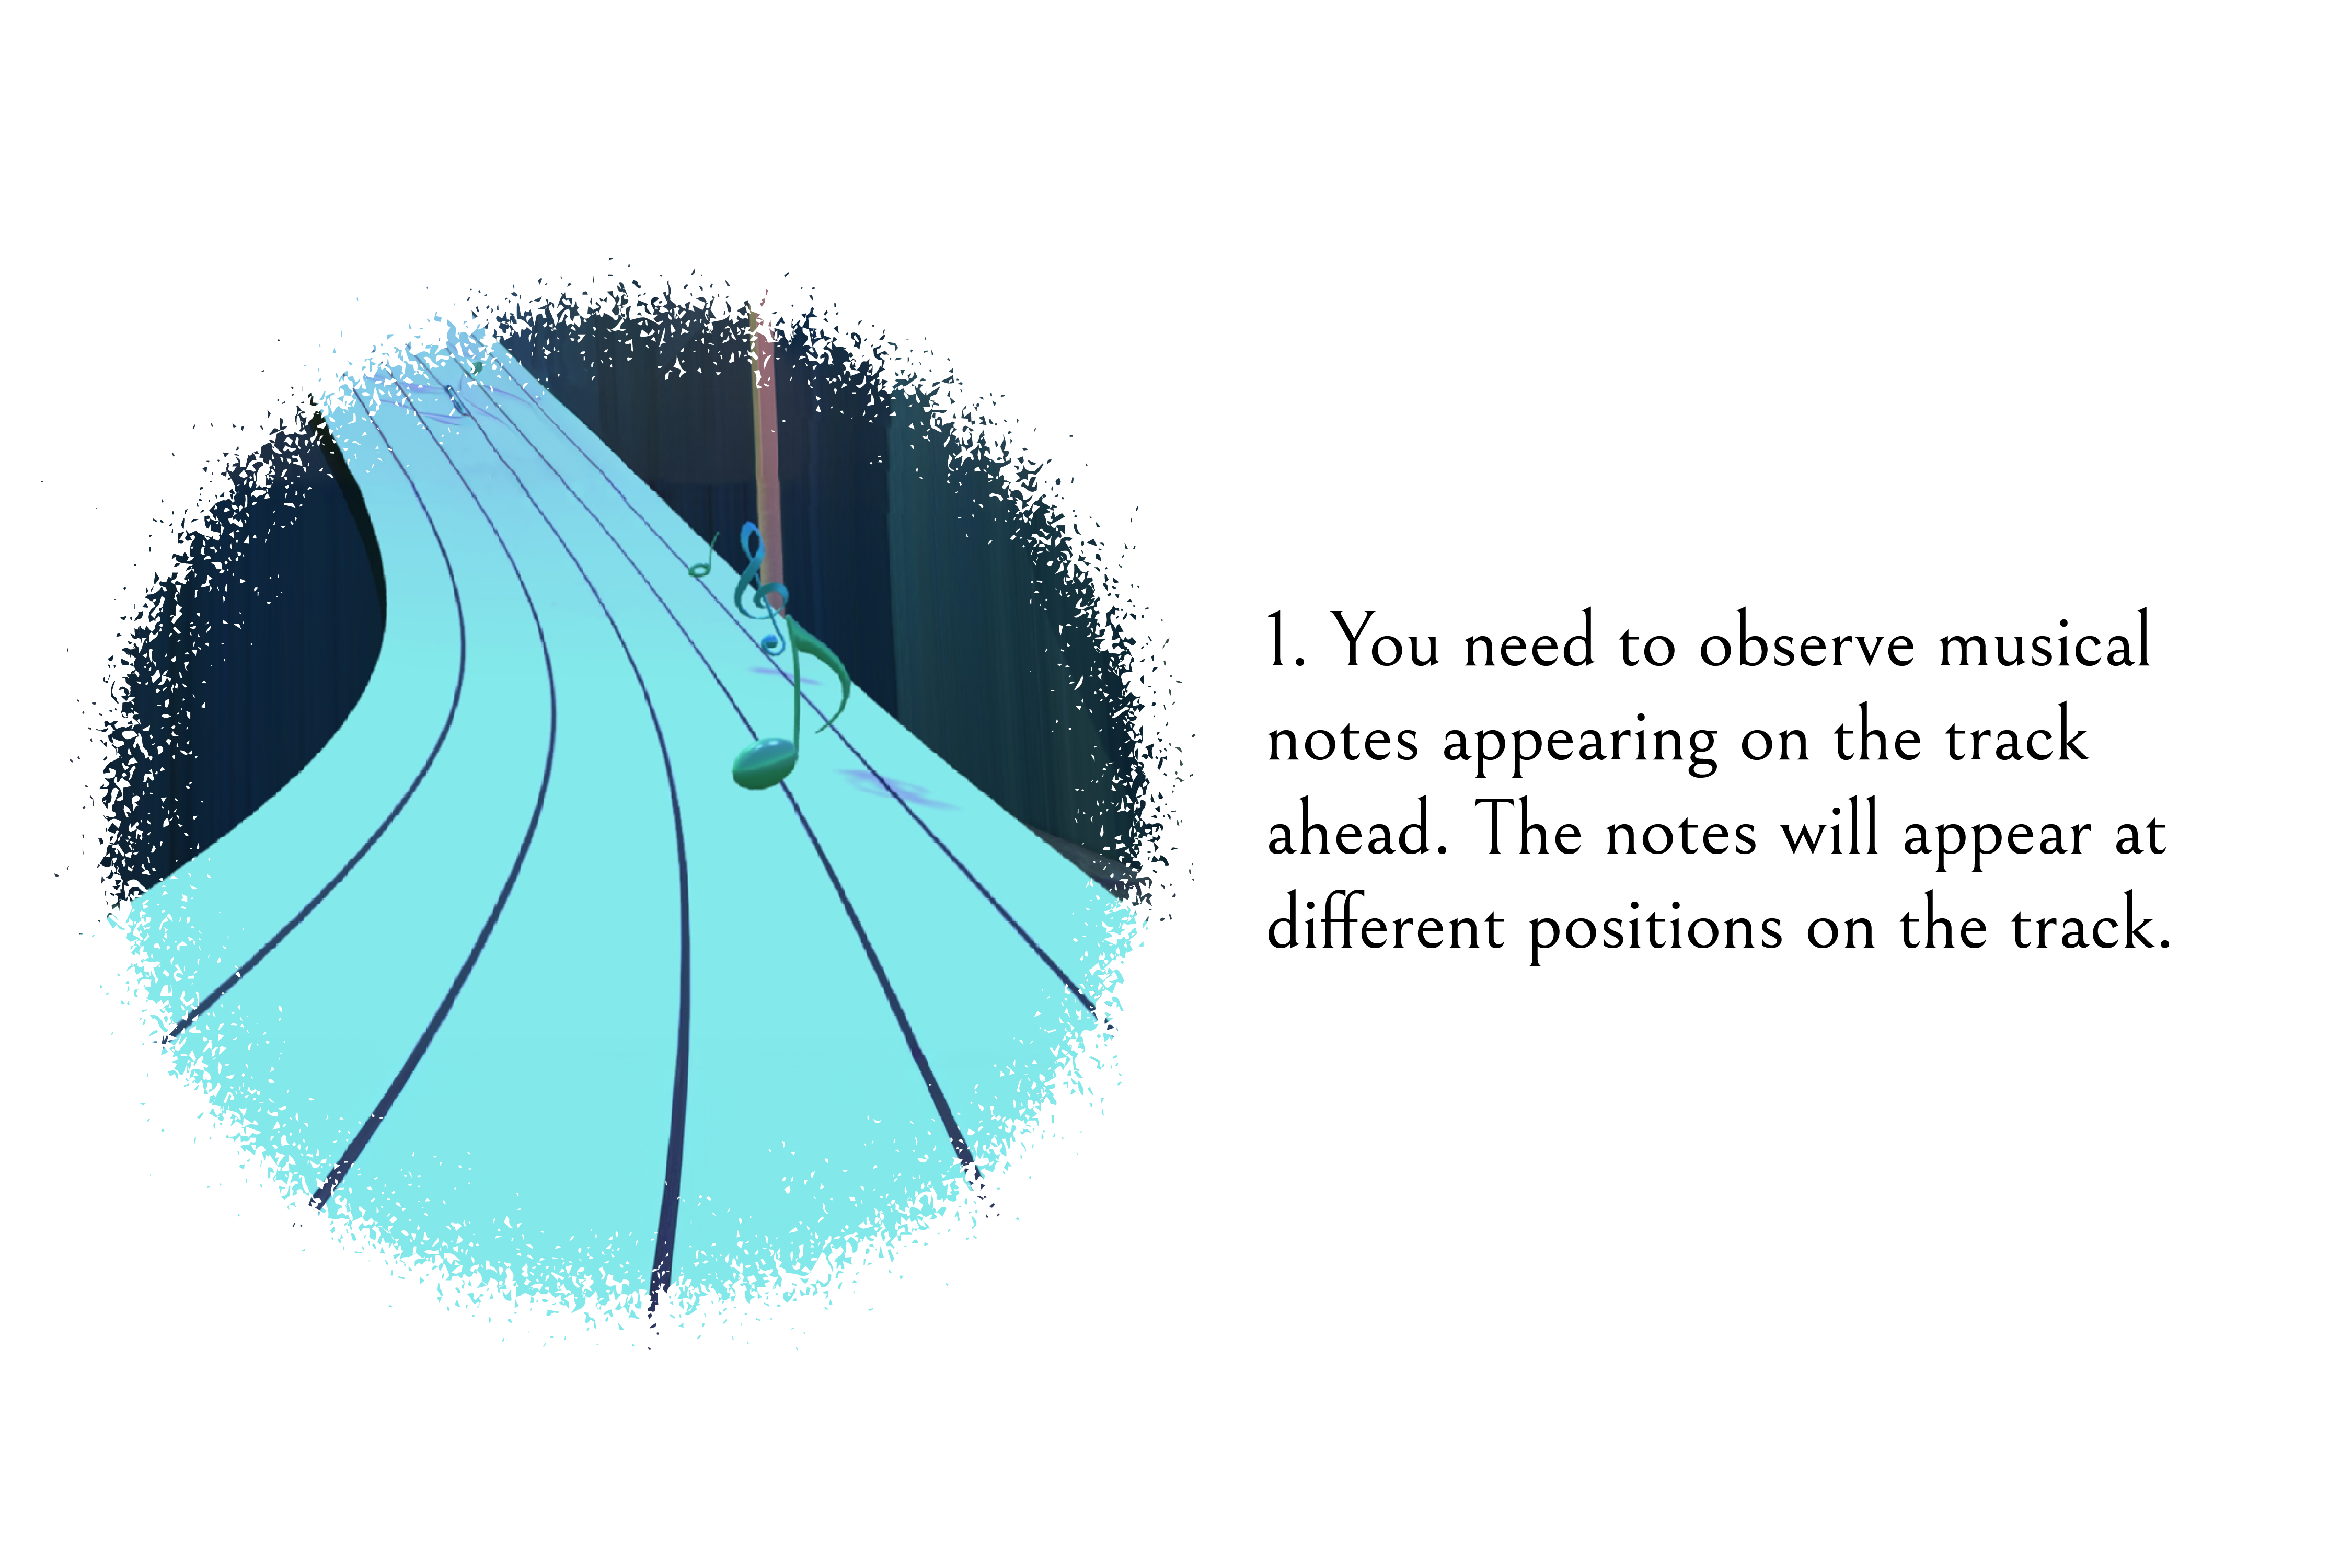 1. You need to observe musical
notes appearing on the track
ahead. The notes will appear at
different positions on the track.